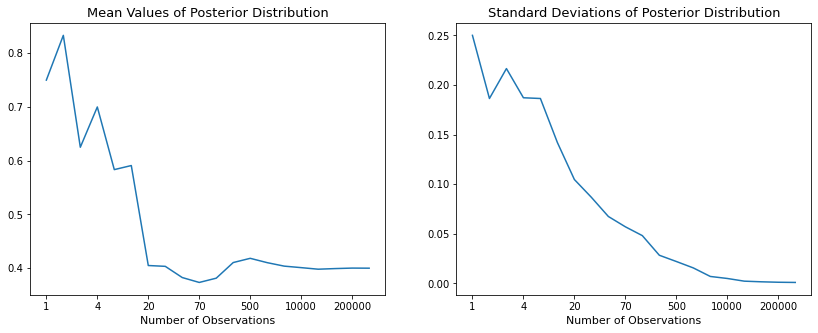 Mean Values of Posterior Distribution
0.8
0.7
0.6
0.5
0.4
1 4 20 70 500 10000 200000
Number of Observations
Standard Deviations of Posterior Distribution
0.25
0.20
0.15
0.10
0.05
0.00
1 4 20 70 500 10000 200000
Number of Observations